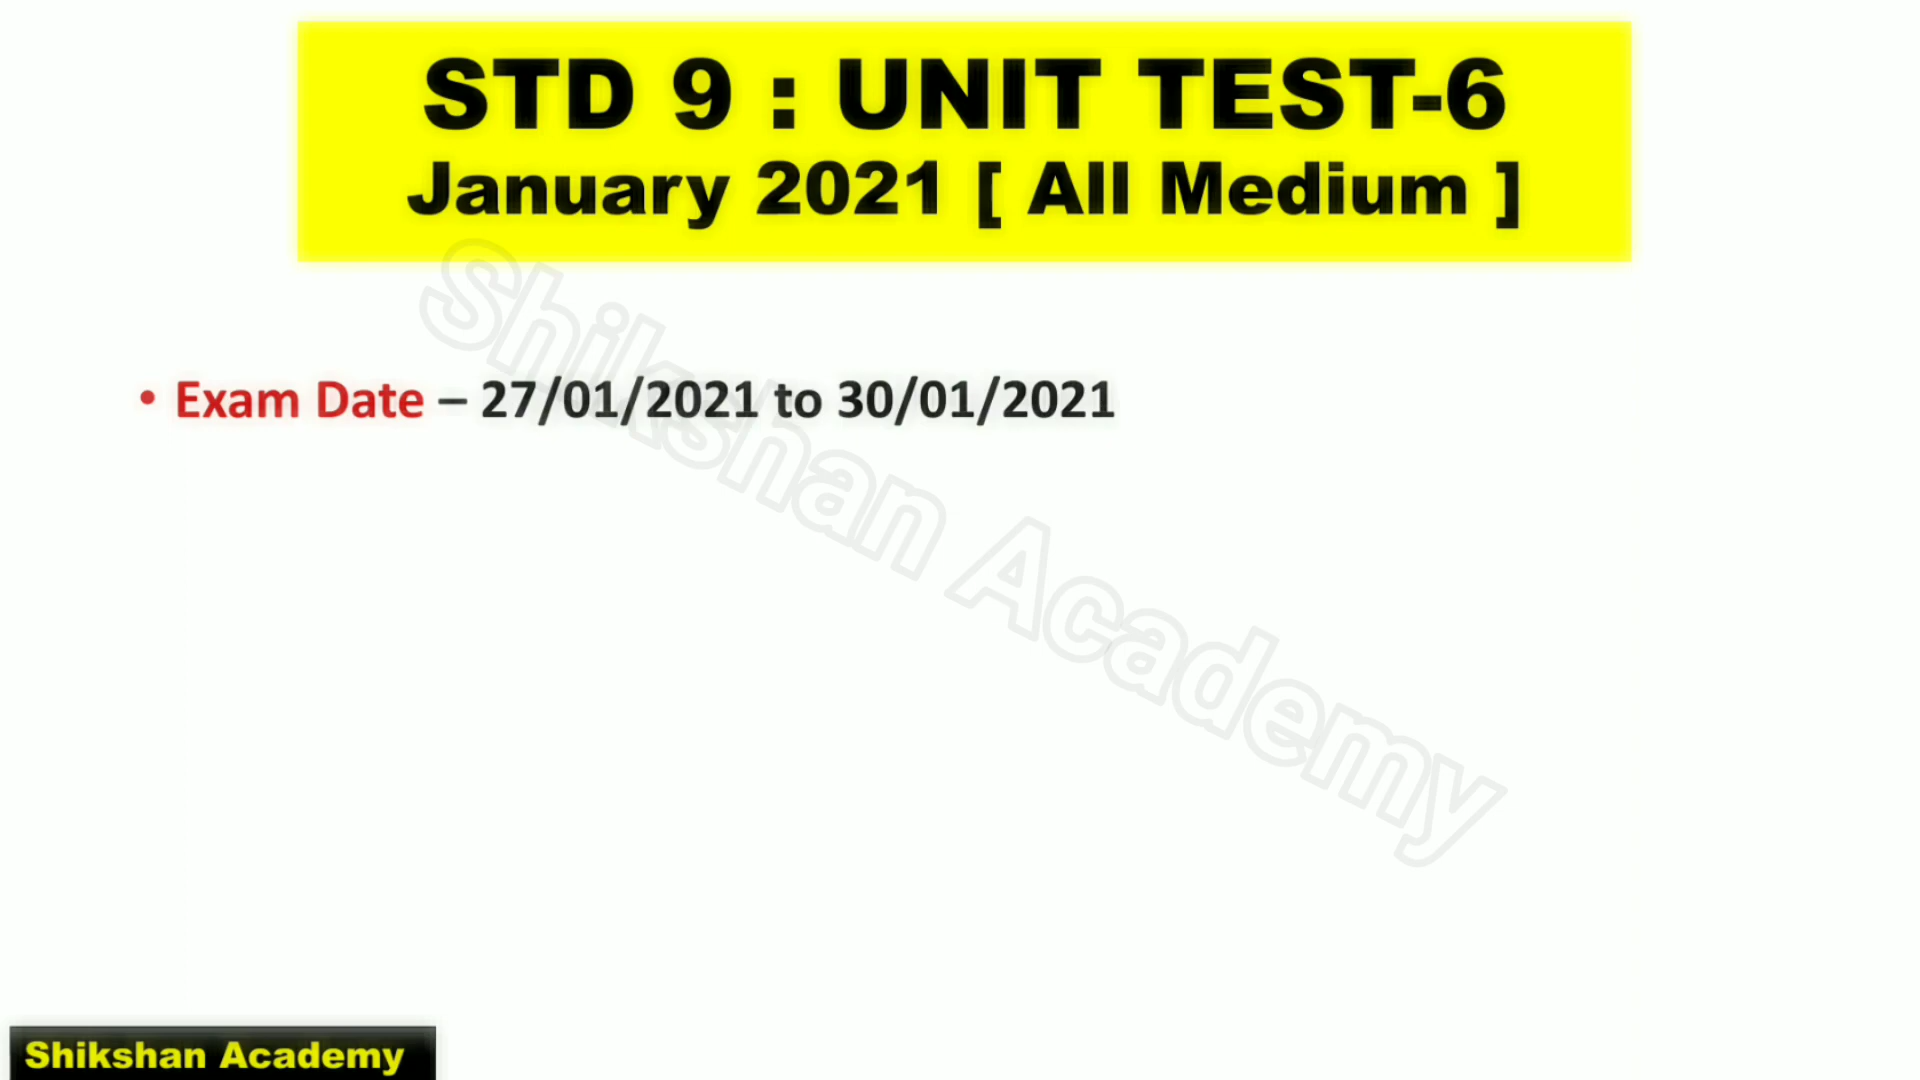 STD 9 : UNIT TEST-6
January 2021 [ All Medium ]
• Exam Date – 27/01/2021 to 30/01/2021
Shikshan Academy
Shikshan Academy